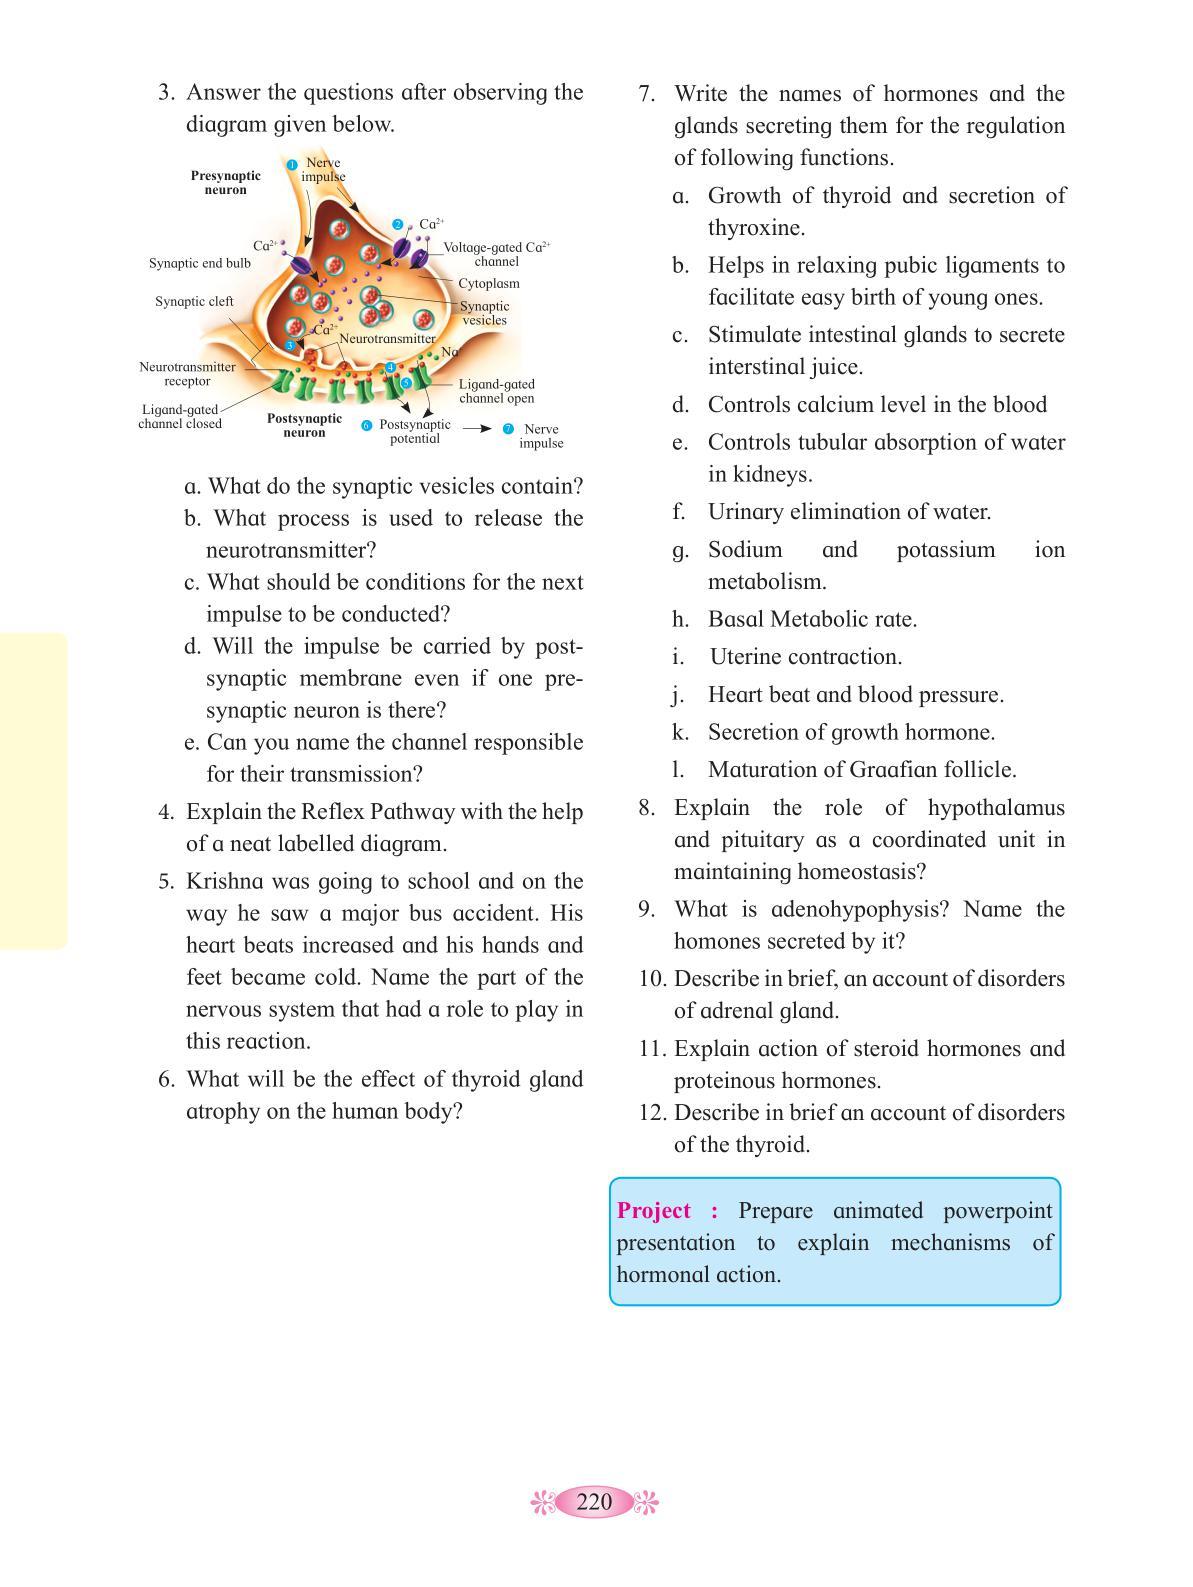 3. Answer the questions after observing the
diagram given below.
1 Nerve
impulse
Presynaptic
neuron
2 Ca2+
Ca2+
Voltage-gated Ca2+
channel
Synaptic end bulb
Cytoplasm
Synaptic cleft
Synaptic
vesicles
Ca2+
Neurotransmitter
3
Na
Neurotransmitter
receptor
4
5
Ligand-gated
channel open
Ligand-gated
channel closed
Postsynaptic
neuron
6 Postsynaptic
potential
7 Nerve
impulse
a. What do the synaptic vesicles contain?
b. What process is used to release the
neurotransmitter?
c. What should be conditions for the next
impulse to be conducted?
d. Will the impulse be carried by post-
synaptic membrane even if one pre-
synaptic neuron is there?
e. Can you name the channel responsible
for their transmission?
4. Explain the Reflex Pathway with the help
of a neat labelled diagram.
5. Krishna was going to school and on the
way he saw a major bus accident. His
heart beats increased and his hands and
feet became cold. Name the part of the
nervous system that had a role to play in
this reaction.
6. What will be the effect of thyroid gland
atrophy on the human body?
7. Write the names of hormones and the
glands secreting them for the regulation
of following functions.
a. Growth of thyroid and secretion of
thyroxine.
b. Helps in relaxing pubic ligaments to
facilitate easy birth of young ones.
c. Stimulate intestinal glands to secrete
interstinal juice.
d. Controls calcium level in the blood
e. Controls tubular absorption of water
in kidneys.
f. Urinary elimination of water.
g. Sodium and potassium ion
metabolism.
h. Basal Metabolic rate.
i. Uterine contraction.
j. Heart beat and blood pressure.
k. Secretion of growth hormone.
l. Maturation of Graafian follicle.
8. Explain the role of hypothalamus
and pituitary as a coordinated unit in
maintaining homeostasis?
9. What is adenohypophysis? Name the
homones secreted by it?
10. Describe in brief, an account of disorders
of adrenal gland.
11. Explain action of steroid hormones and
proteinous hormones.
12. Describe in brief an account of disorders
of the thyroid.
Project : Prepare animated powerpoint
presentation to explain mechanisms of
hormonal action.
220